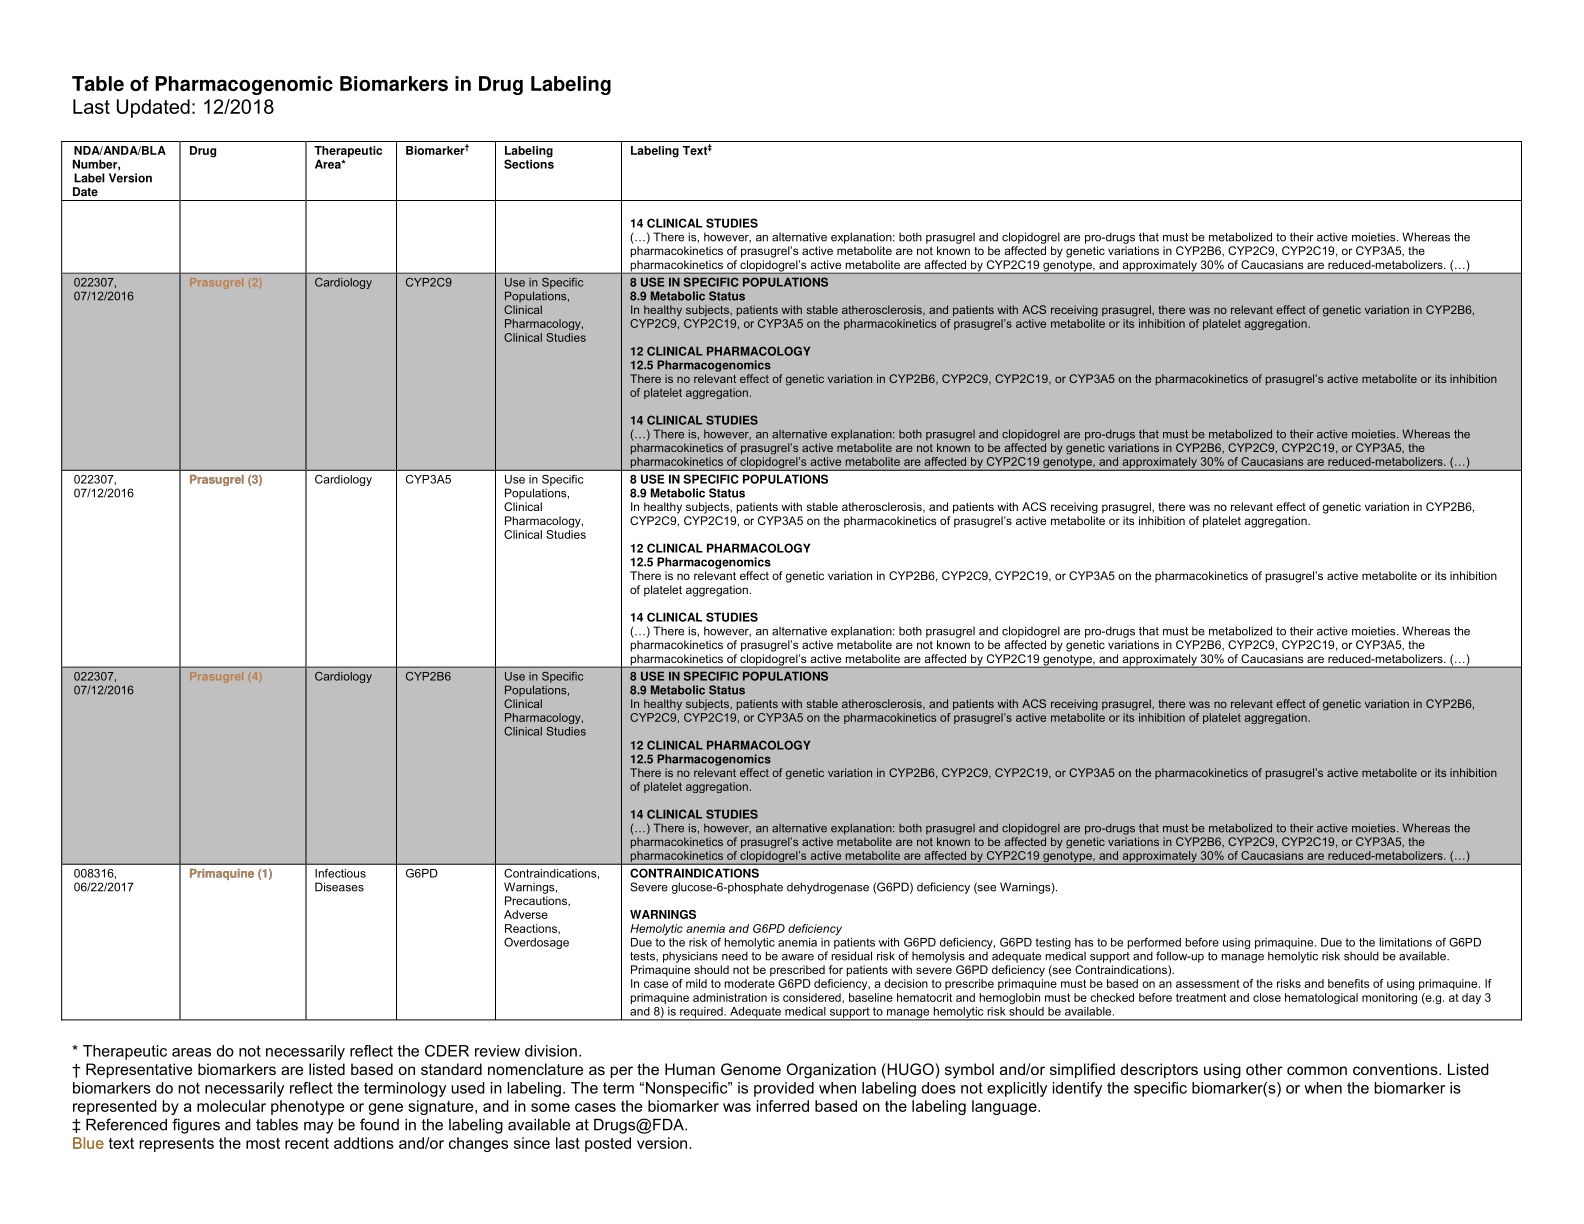 Table of Pharmacogenomic Biomarkers in Drug Labeling
Last Updated: 12/2018
NDA/ANDA/BLA
Number,
Label Version
Date
Drug
Therapeutic
Area*
Biomarker†
Labeling
Sections
Labeling Text‡
14 CLINICAL STUDIES
(…) There is, however, an alternative explanation: both prasugrel and clopidogrel are pro-drugs that must be metabolized to their active moieties. Whereas the
pharmacokinetics of prasugrel’s active metabolite are not known to be affected by genetic variations in CYP2B6, CYP2C9, CYP2C19, or CYP3A5, the
pharmacokinetics of clopidogrel’s active metabolite are affected by CYP2C19 genotype, and approximately 30% of Caucasians are reduced-metabolizers. (…)
022307,
07/12/2016
Prasugrel (2)
Cardiology
CYP2C9
Use in Specific
Populations,
Clinical
Pharmacology,
Clinical Studies
8 USE IN SPECIFIC POPULATIONS
8.9 Metabolic Status
In healthy subjects, patients with stable atherosclerosis, and patients with ACS receiving prasugrel, there was no relevant effect of genetic variation in CYP2B6,
CYP2C9, CYP2C19, or CYP3A5 on the pharmacokinetics of prasugrel’s active metabolite or its inhibition of platelet aggregation.
12 CLINICAL PHARMACOLOGY
12.5 Pharmacogenomics
There is no relevant effect of genetic variation in CYP2B6, CYP2C9, CYP2C19, or CYP3A5 on the pharmacokinetics of prasugrel’s active metabolite or its inhibition
of platelet aggregation.
14 CLINICAL STUDIES
(…) There is, however, an alternative explanation: both prasugrel and clopidogrel are pro-drugs that must be metabolized to their active moieties. Whereas the
pharmacokinetics of prasugrel’s active metabolite are not known to be affected by genetic variations in CYP2B6, CYP2C9, CYP2C19, or CYP3A5, the
pharmacokinetics of clopidogrel’s active metabolite are affected by CYP2C19 genotype, and approximately 30% of Caucasians are reduced-metabolizers. (…)
022307,
07/12/2016
Prasugrel (3)
Cardiology
CYP3A5
Use in Specific
Populations,
Clinical
Pharmacology,
Clinical Studies
8 USE IN SPECIFIC POPULATIONS
8.9 Metabolic Status
In healthy subjects, patients with stable atherosclerosis, and patients with ACS receiving prasugrel, there was no relevant effect of genetic variation in CYP2B6,
CYP2C9, CYP2C19, or CYP3A5 on the pharmacokinetics of prasugrel’s active metabolite or its inhibition of platelet aggregation.
12 CLINICAL PHARMACOLOGY
12.5 Pharmacogenomics
There is no relevant effect of genetic variation in CYP2B6, CYP2C9, CYP2C19, or CYP3A5 on the pharmacokinetics of prasugrel’s active metabolite or its inhibition
of platelet aggregation.
14 CLINICAL STUDIES
(…) There is, however, an alternative explanation: both prasugrel and clopidogrel are pro-drugs that must be metabolized to their active moieties. Whereas the
pharmacokinetics of prasugrel’s active metabolite are not known to be affected by genetic variations in CYP2B6, CYP2C9, CYP2C19, or CYP3A5, the
pharmacokinetics of clopidogrel’s active metabolite are affected by CYP2C19 genotype, and approximately 30% of Caucasians are reduced-metabolizers. (…)
022307,
07/12/2016
Prasugrel (4)
Cardiology
CYP2B6
Use in Specific
Populations,
Clinical
Pharmacology,
Clinical Studies
8 USE IN SPECIFIC POPULATIONS
8.9 Metabolic Status
In healthy subjects, patients with stable atherosclerosis, and patients with ACS receiving prasugrel, there was no relevant effect of genetic variation in CYP2B6,
CYP2C9, CYP2C19, or CYP3A5 on the pharmacokinetics of prasugrel’s active metabolite or its inhibition of platelet aggregation.
12 CLINICAL PHARMACOLOGY
12.5 Pharmacogenomics
There is no relevant effect of genetic variation in CYP2B6, CYP2C9, CYP2C19, or CYP3A5 on the pharmacokinetics of prasugrel’s active metabolite or its inhibition
of platelet aggregation.
14 CLINICAL STUDIES
(…) There is, however, an alternative explanation: both prasugrel and clopidogrel are pro-drugs that must be metabolized to their active moieties. Whereas the
pharmacokinetics of prasugrel’s active metabolite are not known to be affected by genetic variations in CYP2B6, CYP2C9, CYP2C19, or CYP3A5, the
pharmacokinetics of clopidogrel’s active metabolite are affected by CYP2C19 genotype, and approximately 30% of Caucasians are reduced-metabolizers. (…)
008316,
06/22/2017
Primaquine (1)
Infectious
Diseases
G6PD
Contraindications,
Warnings,
Precautions,
Adverse
Reactions,
Overdosage
CONTRAINDICATIONS
Severe glucose-6-phosphate dehydrogenase (G6PD) deficiency (see Warnings).
WARNINGS
Hemolytic anemia and G6PD deficiency
Due to the risk of hemolytic anemia in patients with G6PD deficiency, G6PD testing has to be performed before using primaquine. Due to the limitations of G6PD
tests, physicians need to be aware of residual risk of hemolysis and adequate medical support and follow-up to manage hemolytic risk should be available.
Primaquine should not be prescribed for patients with severe G6PD deficiency (see Contraindications).
In case of mild to moderate G6PD deficiency, a decision to prescribe primaquine must be based on an assessment of the risks and benefits of using primaquine. If
primaquine administration is considered, baseline hematocrit and hemoglobin must be checked before treatment and close hematological monitoring (e.g. at day 3
and 8) is required. Adequate medical support to manage hemolytic risk should be available.
* Therapeutic areas do not necessarily reflect the CDER review division.
† Representative biomarkers are listed based on standard nomenclature as per the Human Genome Organization (HUGO) symbol and/or simplified descriptors using other common conventions. Listed
biomarkers do not necessarily reflect the terminology used in labeling. The term “Nonspecific” is provided when labeling does not explicitly identify the specific biomarker(s) or when the biomarker is
represented by a molecular phenotype or gene signature, and in some cases the biomarker was inferred based on the labeling language.
‡ Referenced figures and tables may be found in the labeling available at Drugs@FDA.
Blue text represents the most recent addtions and/or changes since last posted version.